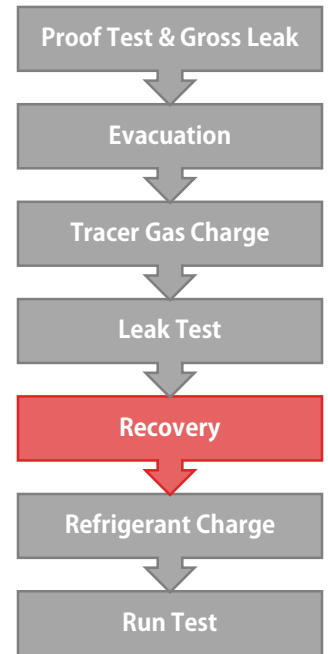 Proof Test & Gross Leak
Evacuation
Tracer Gas Charge
Leak Test
Recovery
Refrigerant Charge
Run Test